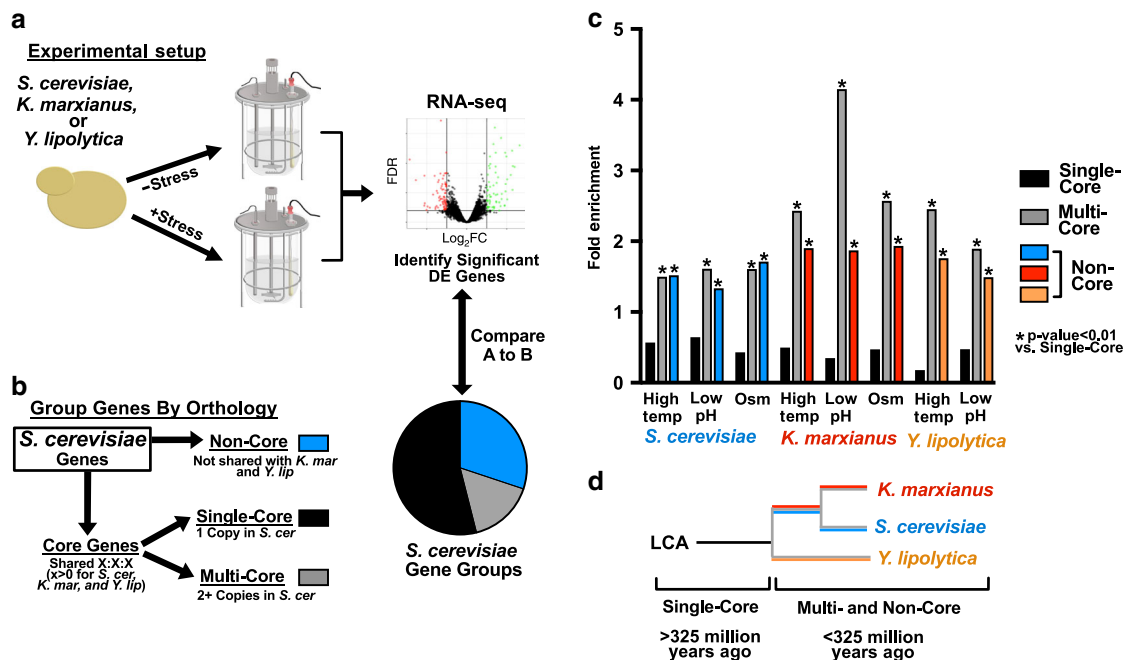 a
Experimental setup
S. cerevisiae,
K. marxianus,
or
Y. lipolytica
–Stress
+Stress
RNA-seq
FDR
Log2FC
Identify Significant
DE Genes
Compare
A to B
b
Group Genes By Orthology
S. cerevisiae
Genes
Non-Core
Not shared with K. mar
and Y. lip
Single-Core
1 Copy in S. cer
Core Genes
Shared X:X:X
(x>0 for S. cer,
K. mar, and Y. lip)
Multi-Core
2+ Copies in S. cer
S. cerevisiae
Gene Groups
c
Fold enrichment
5
4
3
2
1
0
* * * * * * * * * * * * * * * *
High
temp
Low
pH
Osm
High
temp
Low
pH
Osm
High
temp
Low
pH
S. cerevisiae
K. marxianus
Y. lipolytica
Single-
Core
Multi-
Core
Non-
Core
* p-value<0.01
vs. Single-Core
d
LCA
K. marxianus
S. cerevisiae
Y. lipolytica
Single-Core
Multi- and Non-Core
>325 million
years ago
<325 million
years ago